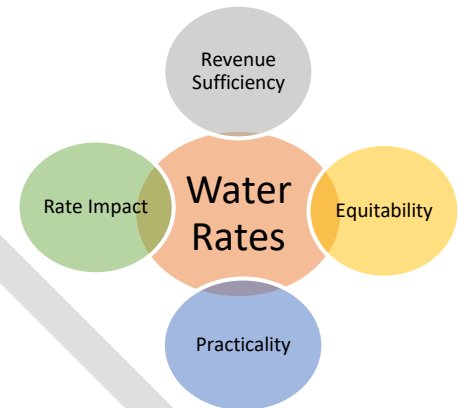 Revenue
Sufficiency
Rate Impact
Water
Rates
Equitability
Practicality